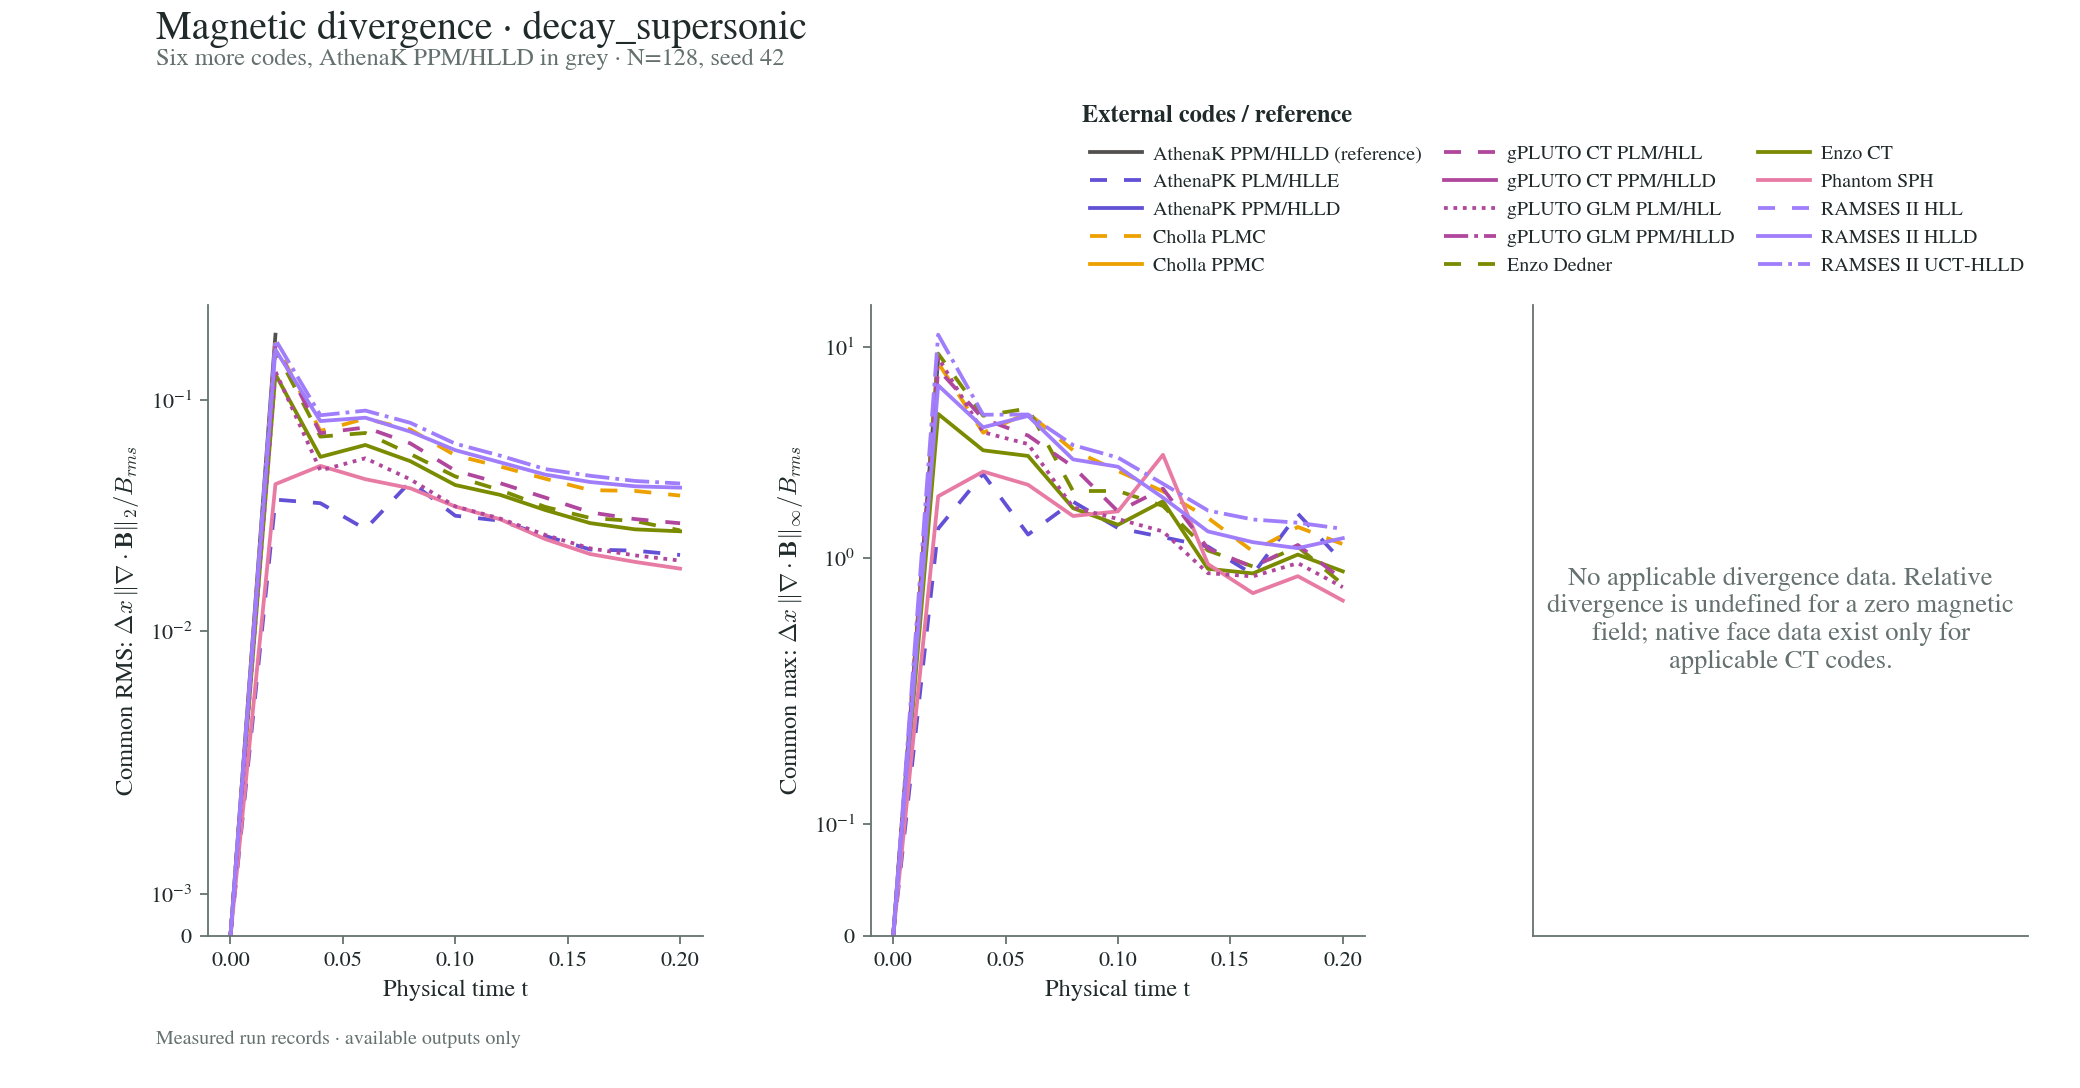 Magnetic divergence · decay_supersonic
Six more codes, AthenaK PPM/HLLD in grey · N=128, seed 42
External codes / reference
AthenaK PPM/HLLD (reference)
AthenaPK PLM/HLLE
AthenaPK PPM/HLLD
Cholla PLMC
Cholla PPMC
gPLUTO CT PLM/HLL
gPLUTO CT PPM/HLLD
gPLUTO GLM PLM/HLL
gPLUTO GLM PPM/HLLD
Enzo Dedner
Enzo CT
Phantom SPH
RAMSES II HLL
RAMSES II HLLD
RAMSES II UCT-HLLD
Common RMS: Δx ‖∇ · B‖₂/B_rms
10⁻¹
10⁻²
10⁻³
0
0.00 0.05 0.10 0.15 0.20
Physical time t
Common max: Δx ‖∇ · B‖∞/B_rms
10¹
10⁰
10⁻¹
0
0.00 0.05 0.10 0.15 0.20
Physical time t
No applicable divergence data. Relative
divergence is undefined for a zero magnetic
field; native face data exist only for
applicable CT codes.
Measured run records · available outputs only